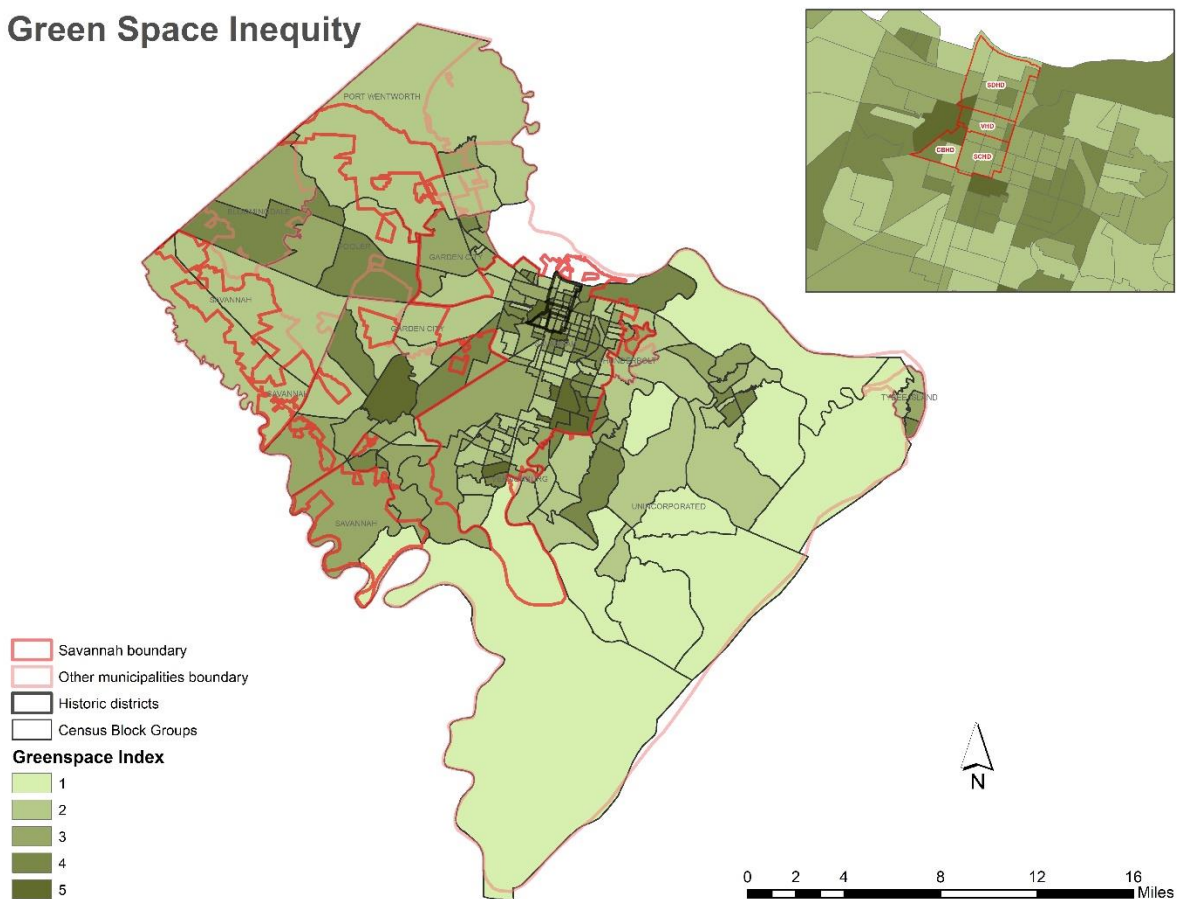 Green Space Inequity
SDHD
VHD
CBHD
SCHD
PORT WENTWORTH
BLOOMINGDALE
POOLER
GARDEN CITY
SAVANNAH
GARDEN CITY
THUNDERBOLT
SAVANNAH
TYBEE ISLAND
VERNONBURG
UNINCORPORATED
SAVANNAH
Savannah boundary
Other municipalities boundary
Historic districts
Census Block Groups
Greenspace Index
1
2
3
4
5
N
0 2 4 8 12 16
Miles